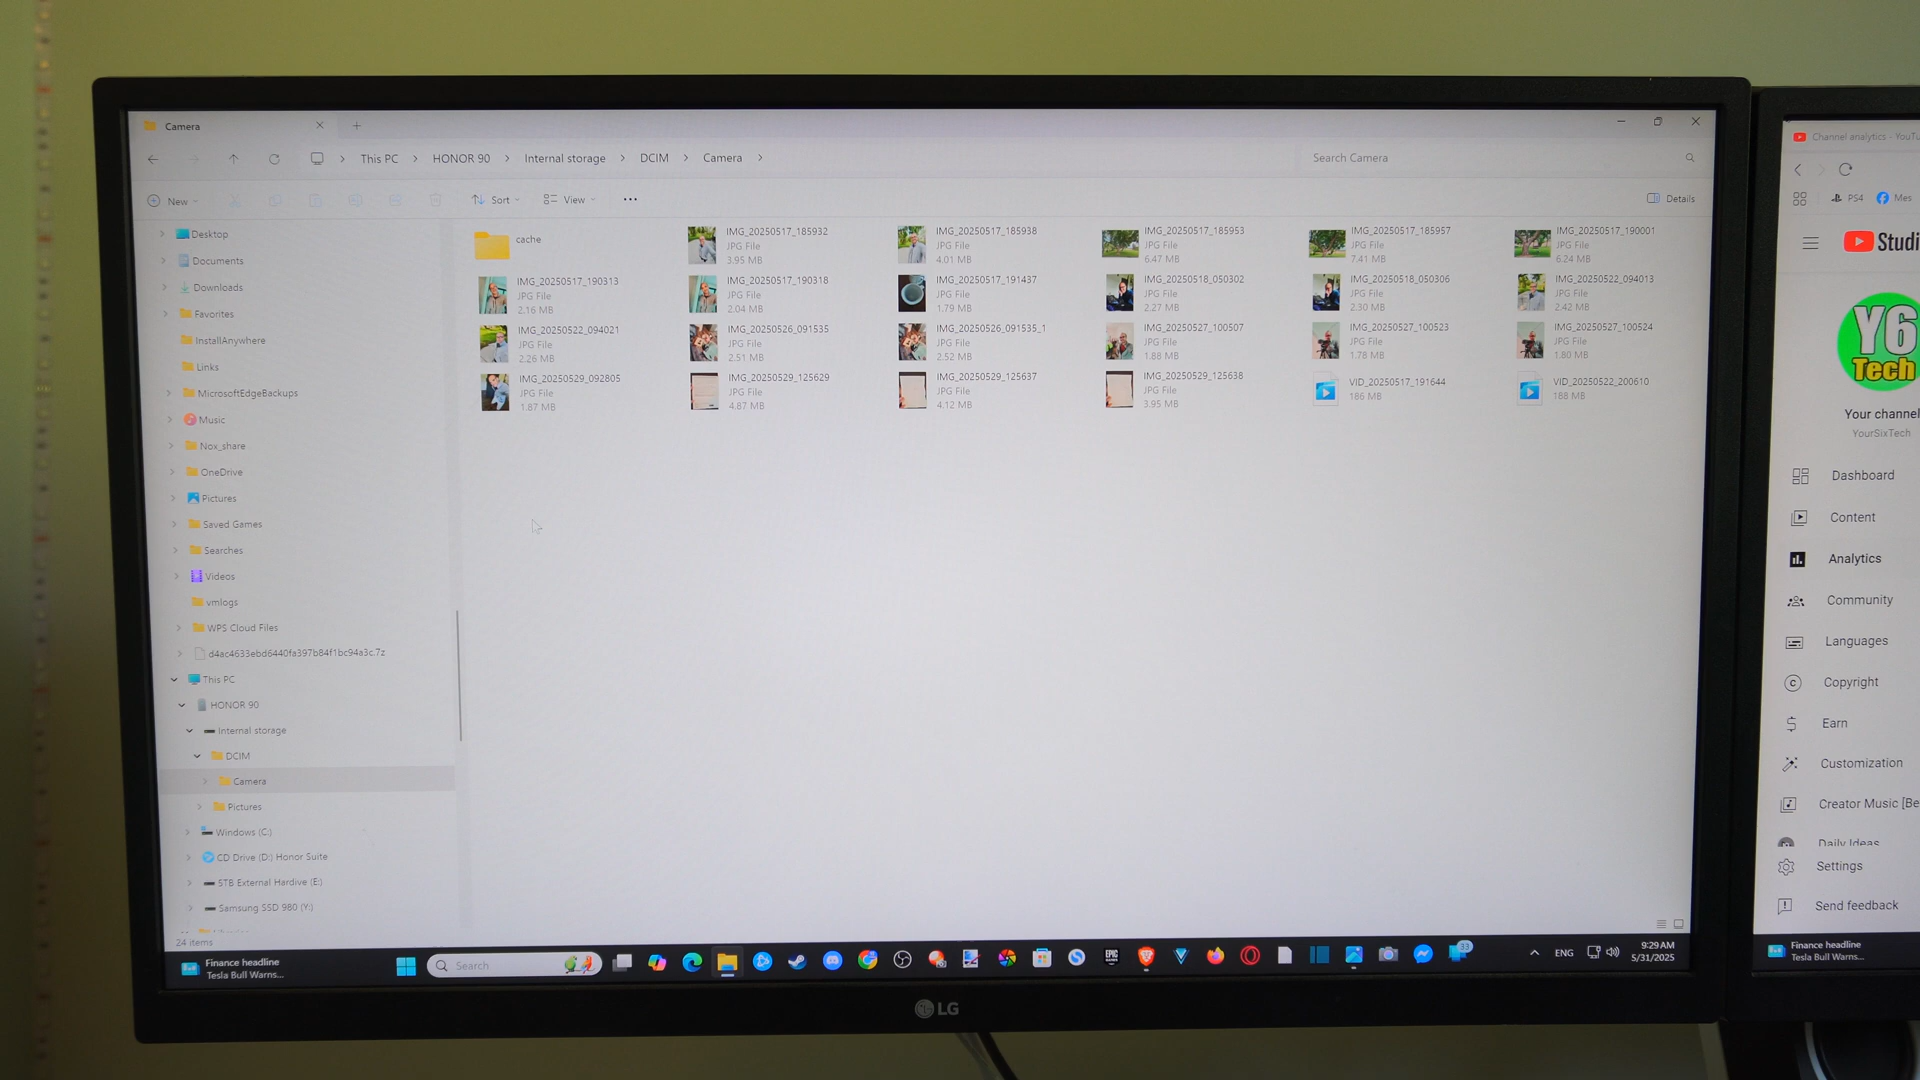 Camera
This PC > HONOR 90 > Internal storage > DCIM > Camera >
Search Camera
New
Sort
View
Details
Desktop
Documents
Downloads
Favorites
InstallAnywhere
Links
MicrosoftEdgeBackups
Music
Nox_share
OneDrive
Pictures
Saved Games
Searches
Videos
vmlogs
WPS Cloud Files
d4ac4633ebd6440fa397b84f1bc94a3c.7z
This PC
HONOR 90
Internal storage
DCIM
Camera
Pictures
Windows (C:)
CD Drive (D:) Honor Suite
5TB External Hardive (E:)
Samsung SSD 980 (Y:)
24 items
cache
IMG_20250517_185932
JPG File
3.95 MB
IMG_20250517_185938
JPG File
4.01 MB
IMG_20250517_185953
JPG File
6.47 MB
IMG_20250517_185957
JPG File
7.41 MB
IMG_20250517_190001
JPG File
6.24 MB
IMG_20250517_190313
JPG File
2.16 MB
IMG_20250517_190318
JPG File
2.04 MB
IMG_20250517_191437
JPG File
1.79 MB
IMG_20250518_050302
JPG File
2.27 MB
IMG_20250518_050306
JPG File
2.30 MB
IMG_20250522_094013
JPG File
2.42 MB
IMG_20250522_094021
JPG File
2.26 MB
IMG_20250526_091535
JPG File
2.51 MB
IMG_20250526_091535_1
JPG File
2.52 MB
IMG_20250527_100507
JPG File
1.88 MB
IMG_20250527_100523
JPG File
1.78 MB
IMG_20250527_100524
JPG File
1.80 MB
IMG_20250529_092805
JPG File
1.87 MB
IMG_20250529_125629
JPG File
4.87 MB
IMG_20250529_125637
JPG File
4.12 MB
IMG_20250529_125638
JPG File
3.95 MB
VID_20250517_191644
186 MB
VID_20250522_200610
188 MB
Finance headline
Tesla Bull Warns...
Search
EPIC
33
ENG
9:29 AM
5/31/2025
LG
Channel analytics - YouTu
PS4
Mes
Studi
Y6
Tech
Your channel
YourSixTech
Dashboard
Content
Analytics
Community
Languages
Copyright
Earn
Customization
Creator Music [Be
Daily Ideas
Settings
Send feedback
Finance headline
Tesla Bull Warns...